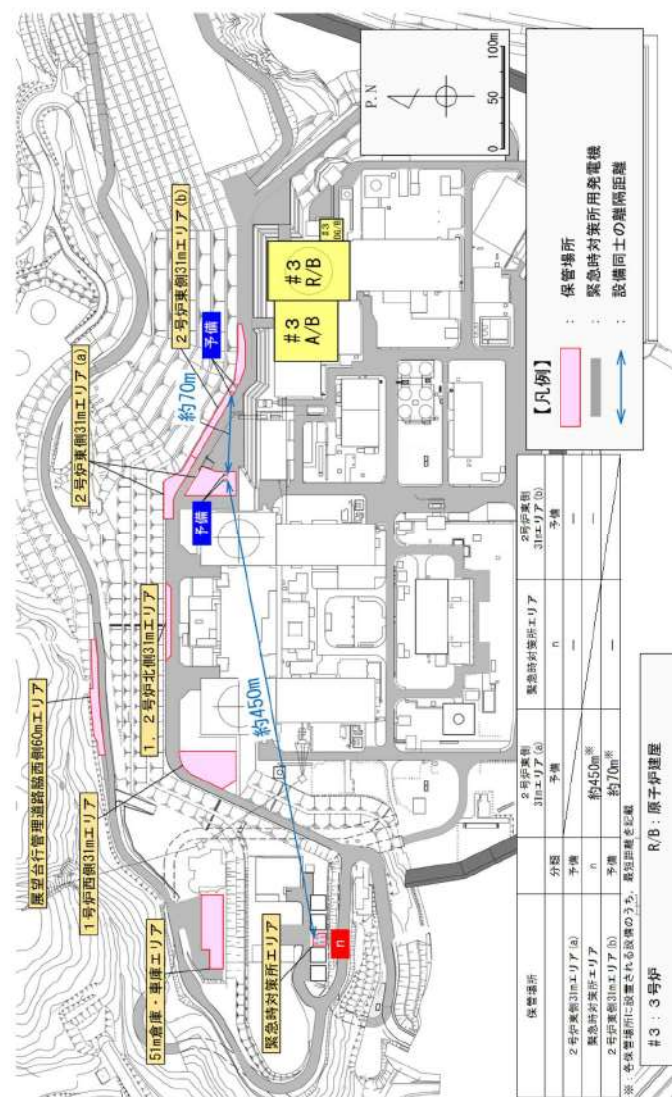 展望台行管理道路脇西側60mエリア
1号炉西側31mエリア
51m倉庫・車庫エリア
緊急時対策所エリア
n
1，2号炉北側31mエリア
2号炉東側31mエリア(a)
2号炉東側31mエリア(b)
予備
予備
約70m
約450m
#3
A/B
#3
R/B
#3
P.N
0 50 100m
【凡例】
： 保管場所
： 緊急時対策所用発電機
： 設備同士の離隔距離
保管場所 分類 2号炉東側31mエリア(a) 緊急時対策所エリア 2号炉東側31mエリア(b)
予備 n 予備
2号炉東側31mエリア(a) 予備 － －
緊急時対策所エリア n 約450m※ －
2号炉東側31mエリア(b) 予備 約70m※ －
※：各保管場所に設置される設備のうち，最短距離を記載
#3：3号炉 R/B：原子炉建屋